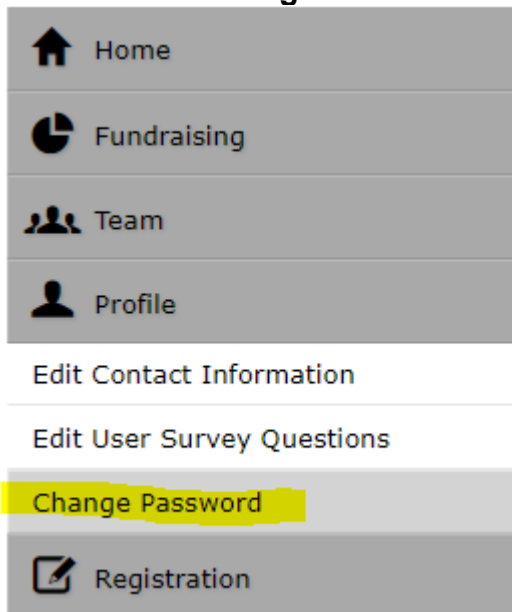 Home
Fundraising
Team
Profile
Edit Contact Information
Edit User Survey Questions
Change Password
Registration